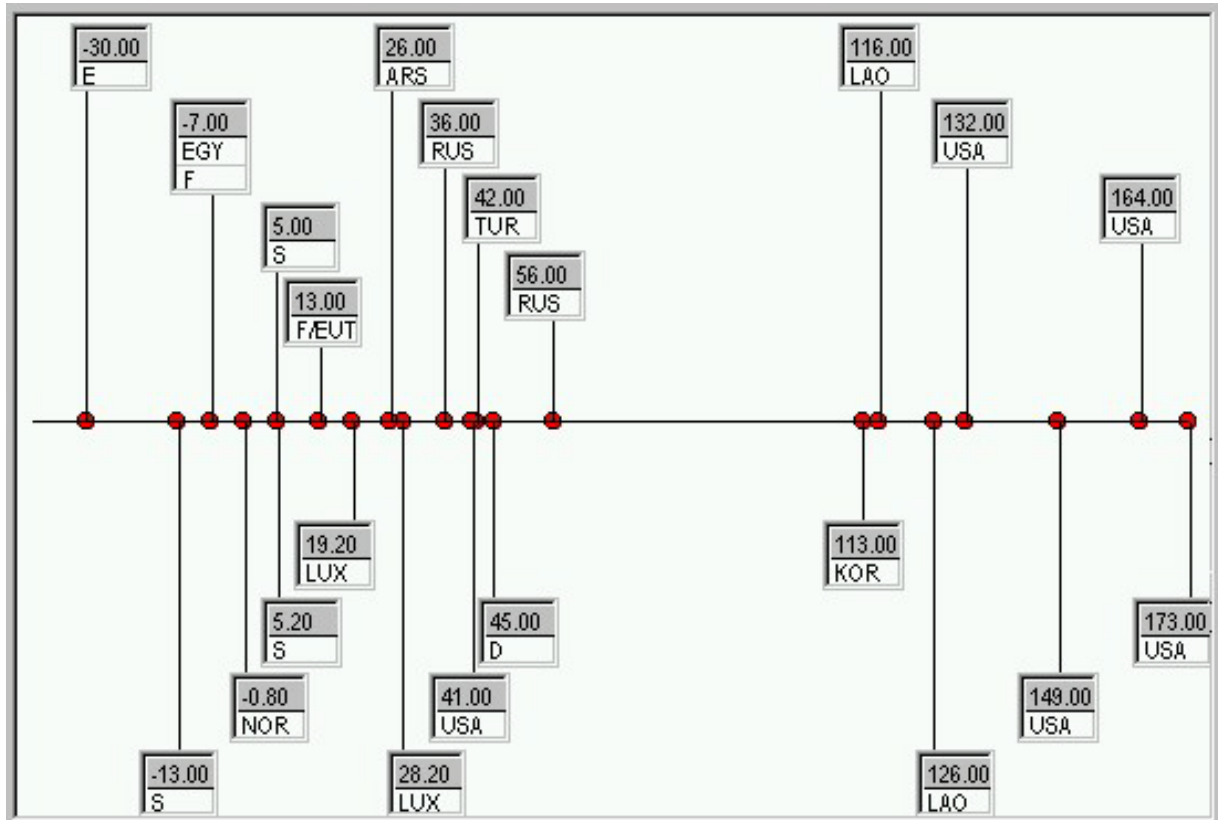 -30.00
E
26.00
ARS
116.00
LAO
-7.00
EGY
F
36.00
RUS
132.00
USA
5.00
S
42.00
TUR
164.00
USA
13.00
F/EUT
56.00
RUS
19.20
LUX
113.00
KOR
5.20
S
45.00
D
173.00
USA
-0.80
NOR
41.00
USA
149.00
USA
-13.00
S
28.20
LUX
126.00
LAO